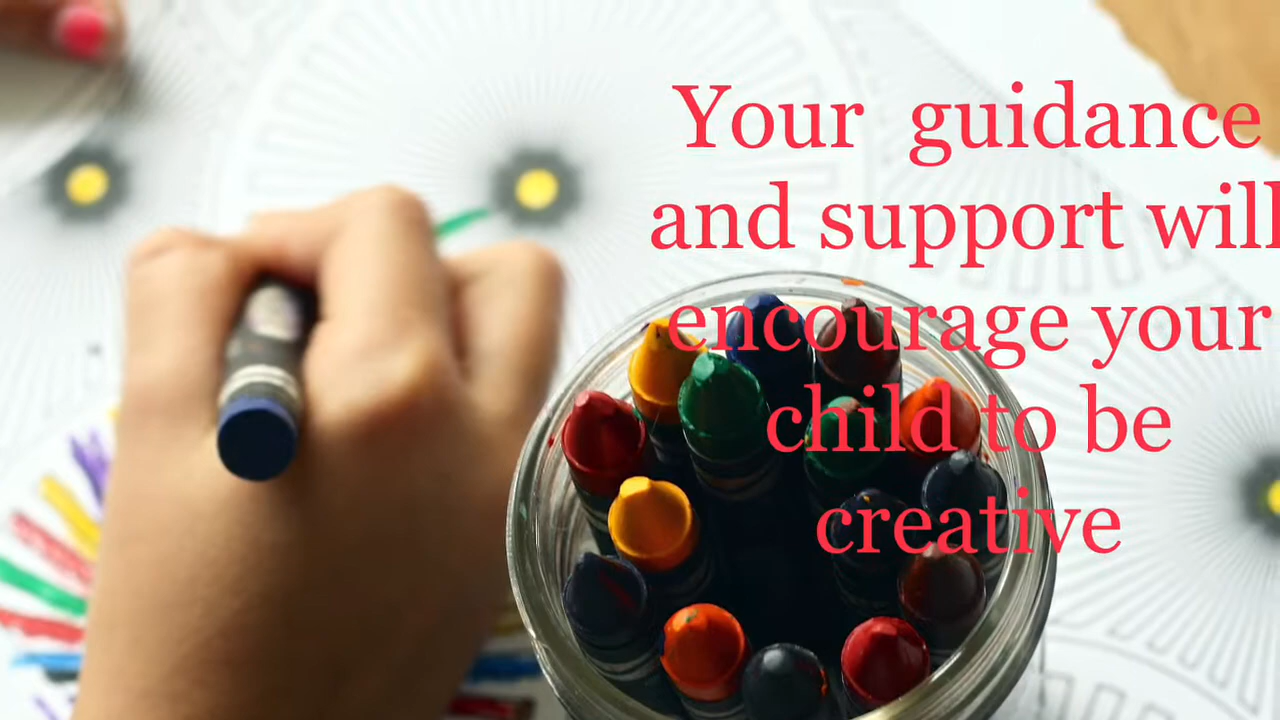 Your  guidance
and support will
encourage your
child to be
creative